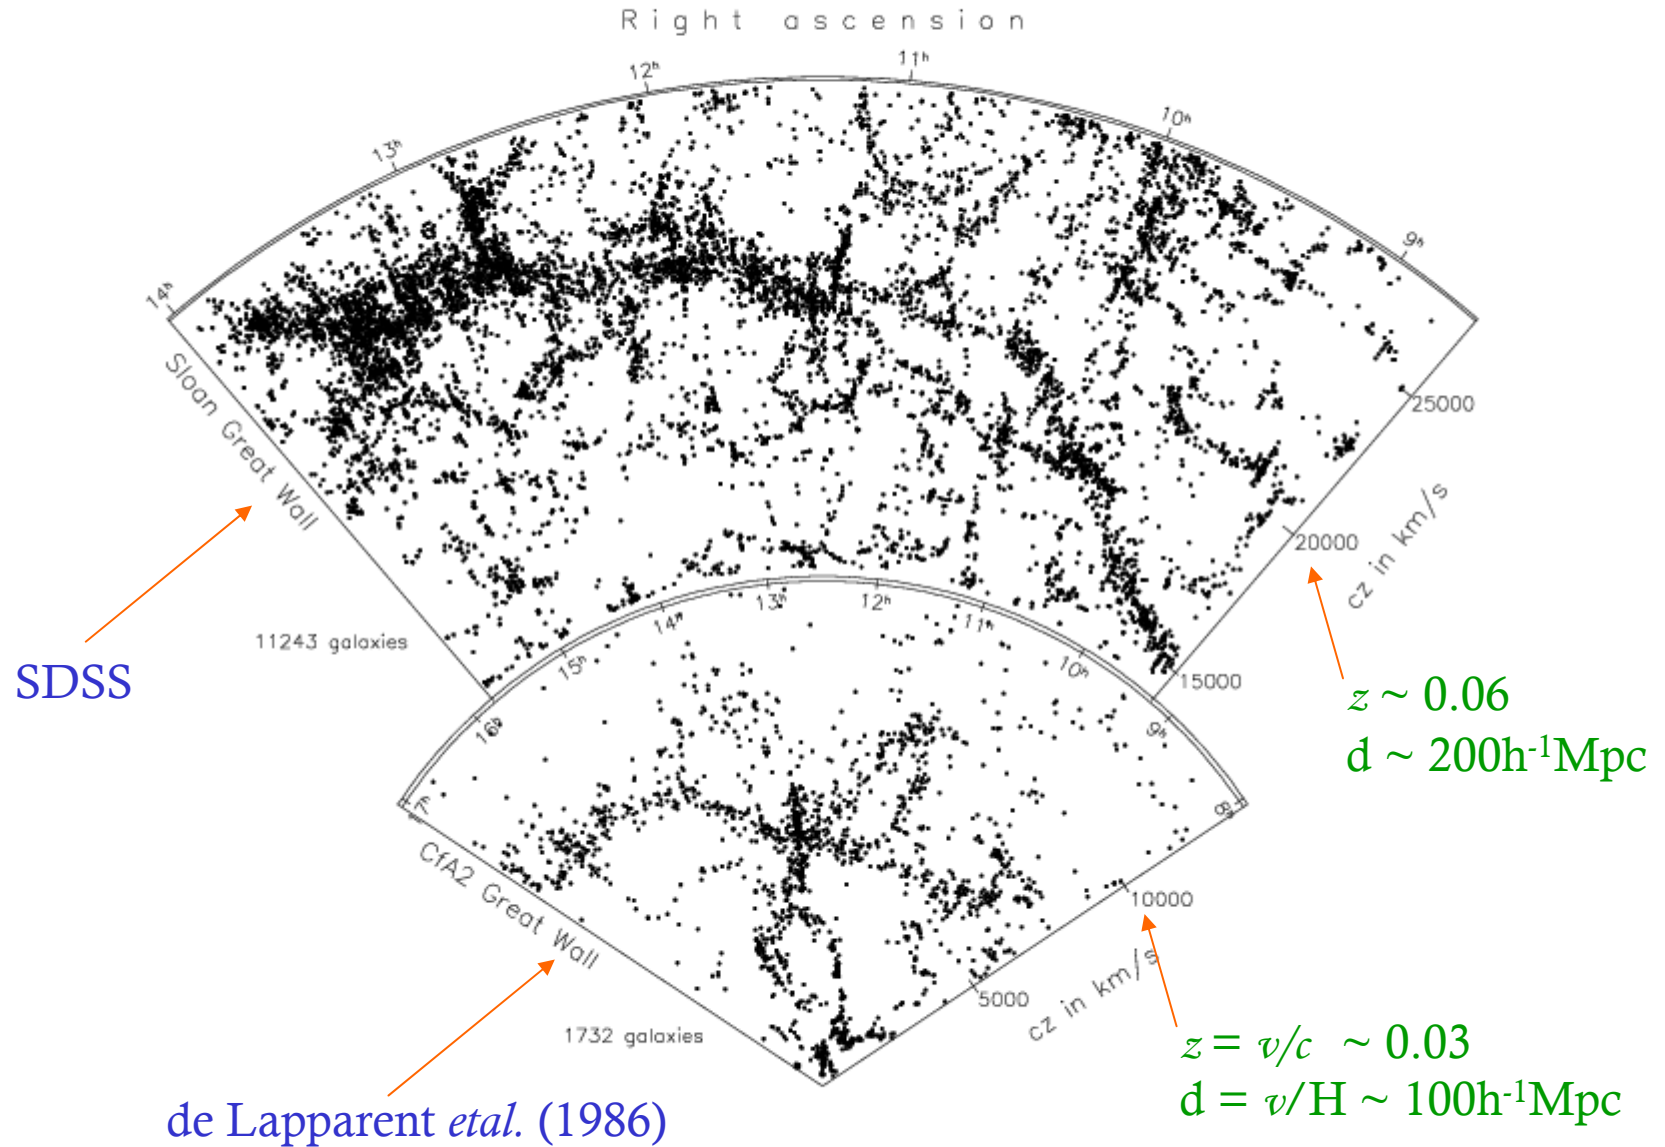 Right ascension
14ʰ
13ʰ
12ʰ
11ʰ
10ʰ
9ʰ
Sloan Great Wall
25000
20000
15000
cz in km/s
11243 galaxies
SDSS
z ~ 0.06
d ~ 200h⁻¹Mpc
16ʰ
15ʰ
14ʰ
13ʰ
12ʰ
11ʰ
10ʰ
9ʰ
CfA2 Great Wall
10000
5000
cz in km/s
1732 galaxies
z = v/c ~ 0.03
d = v/H ~ 100h⁻¹Mpc
de Lapparent etal. (1986)